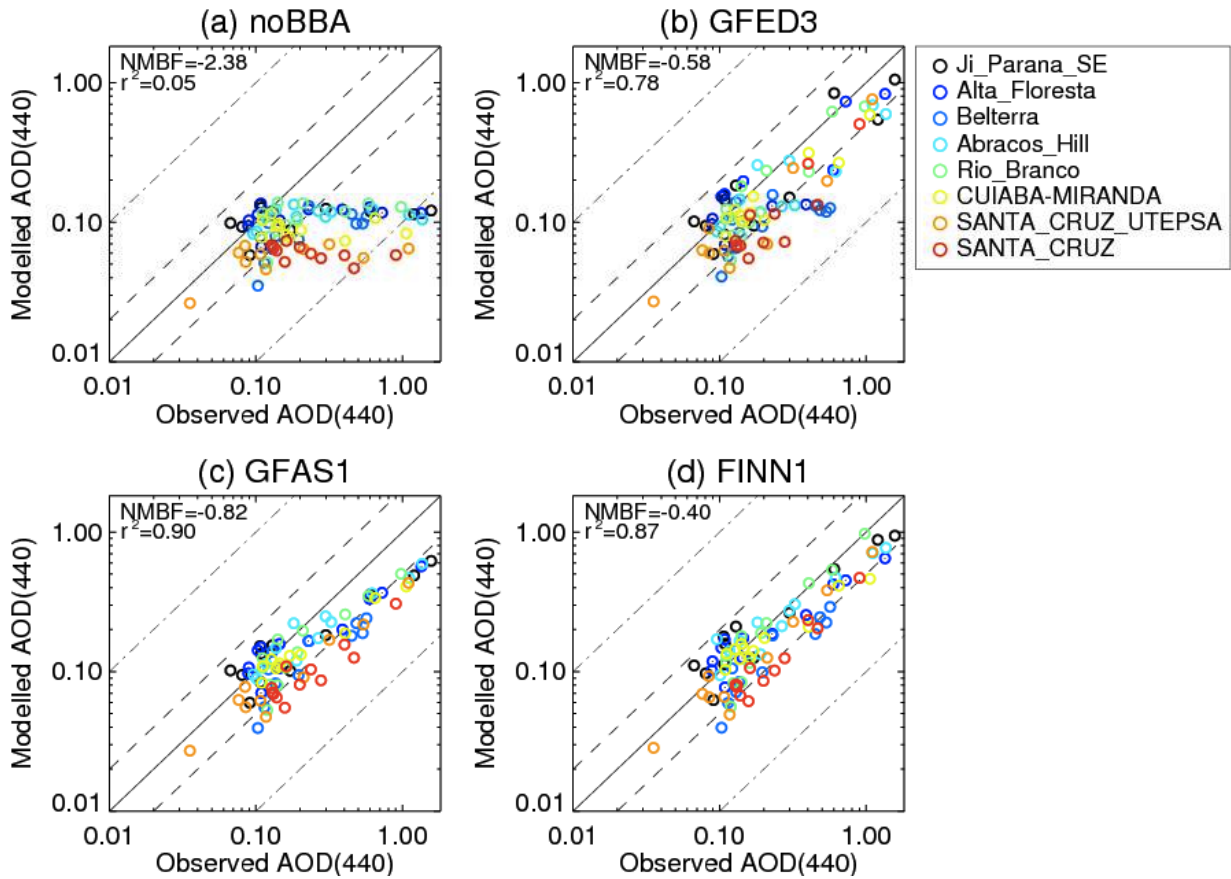 (a) noBBA
NMBF=-2.38
r²=0.05
1.00
0.10
0.01
Modelled AOD(440)
0.01 0.10 1.00
Observed AOD(440)
(b) GFED3
NMBF=-0.58
r²=0.78
1.00
0.10
0.01
Modelled AOD(440)
0.01 0.10 1.00
Observed AOD(440)
Ji_Parana_SE
Alta_Floresta
Belterra
Abracos_Hill
Rio_Branco
CUIABA-MIRANDA
SANTA_CRUZ_UTEPSA
SANTA_CRUZ
(c) GFAS1
NMBF=-0.82
r²=0.90
1.00
0.10
0.01
Modelled AOD(440)
0.01 0.10 1.00
Observed AOD(440)
(d) FINN1
NMBF=-0.40
r²=0.87
1.00
0.10
0.01
Modelled AOD(440)
0.01 0.10 1.00
Observed AOD(440)